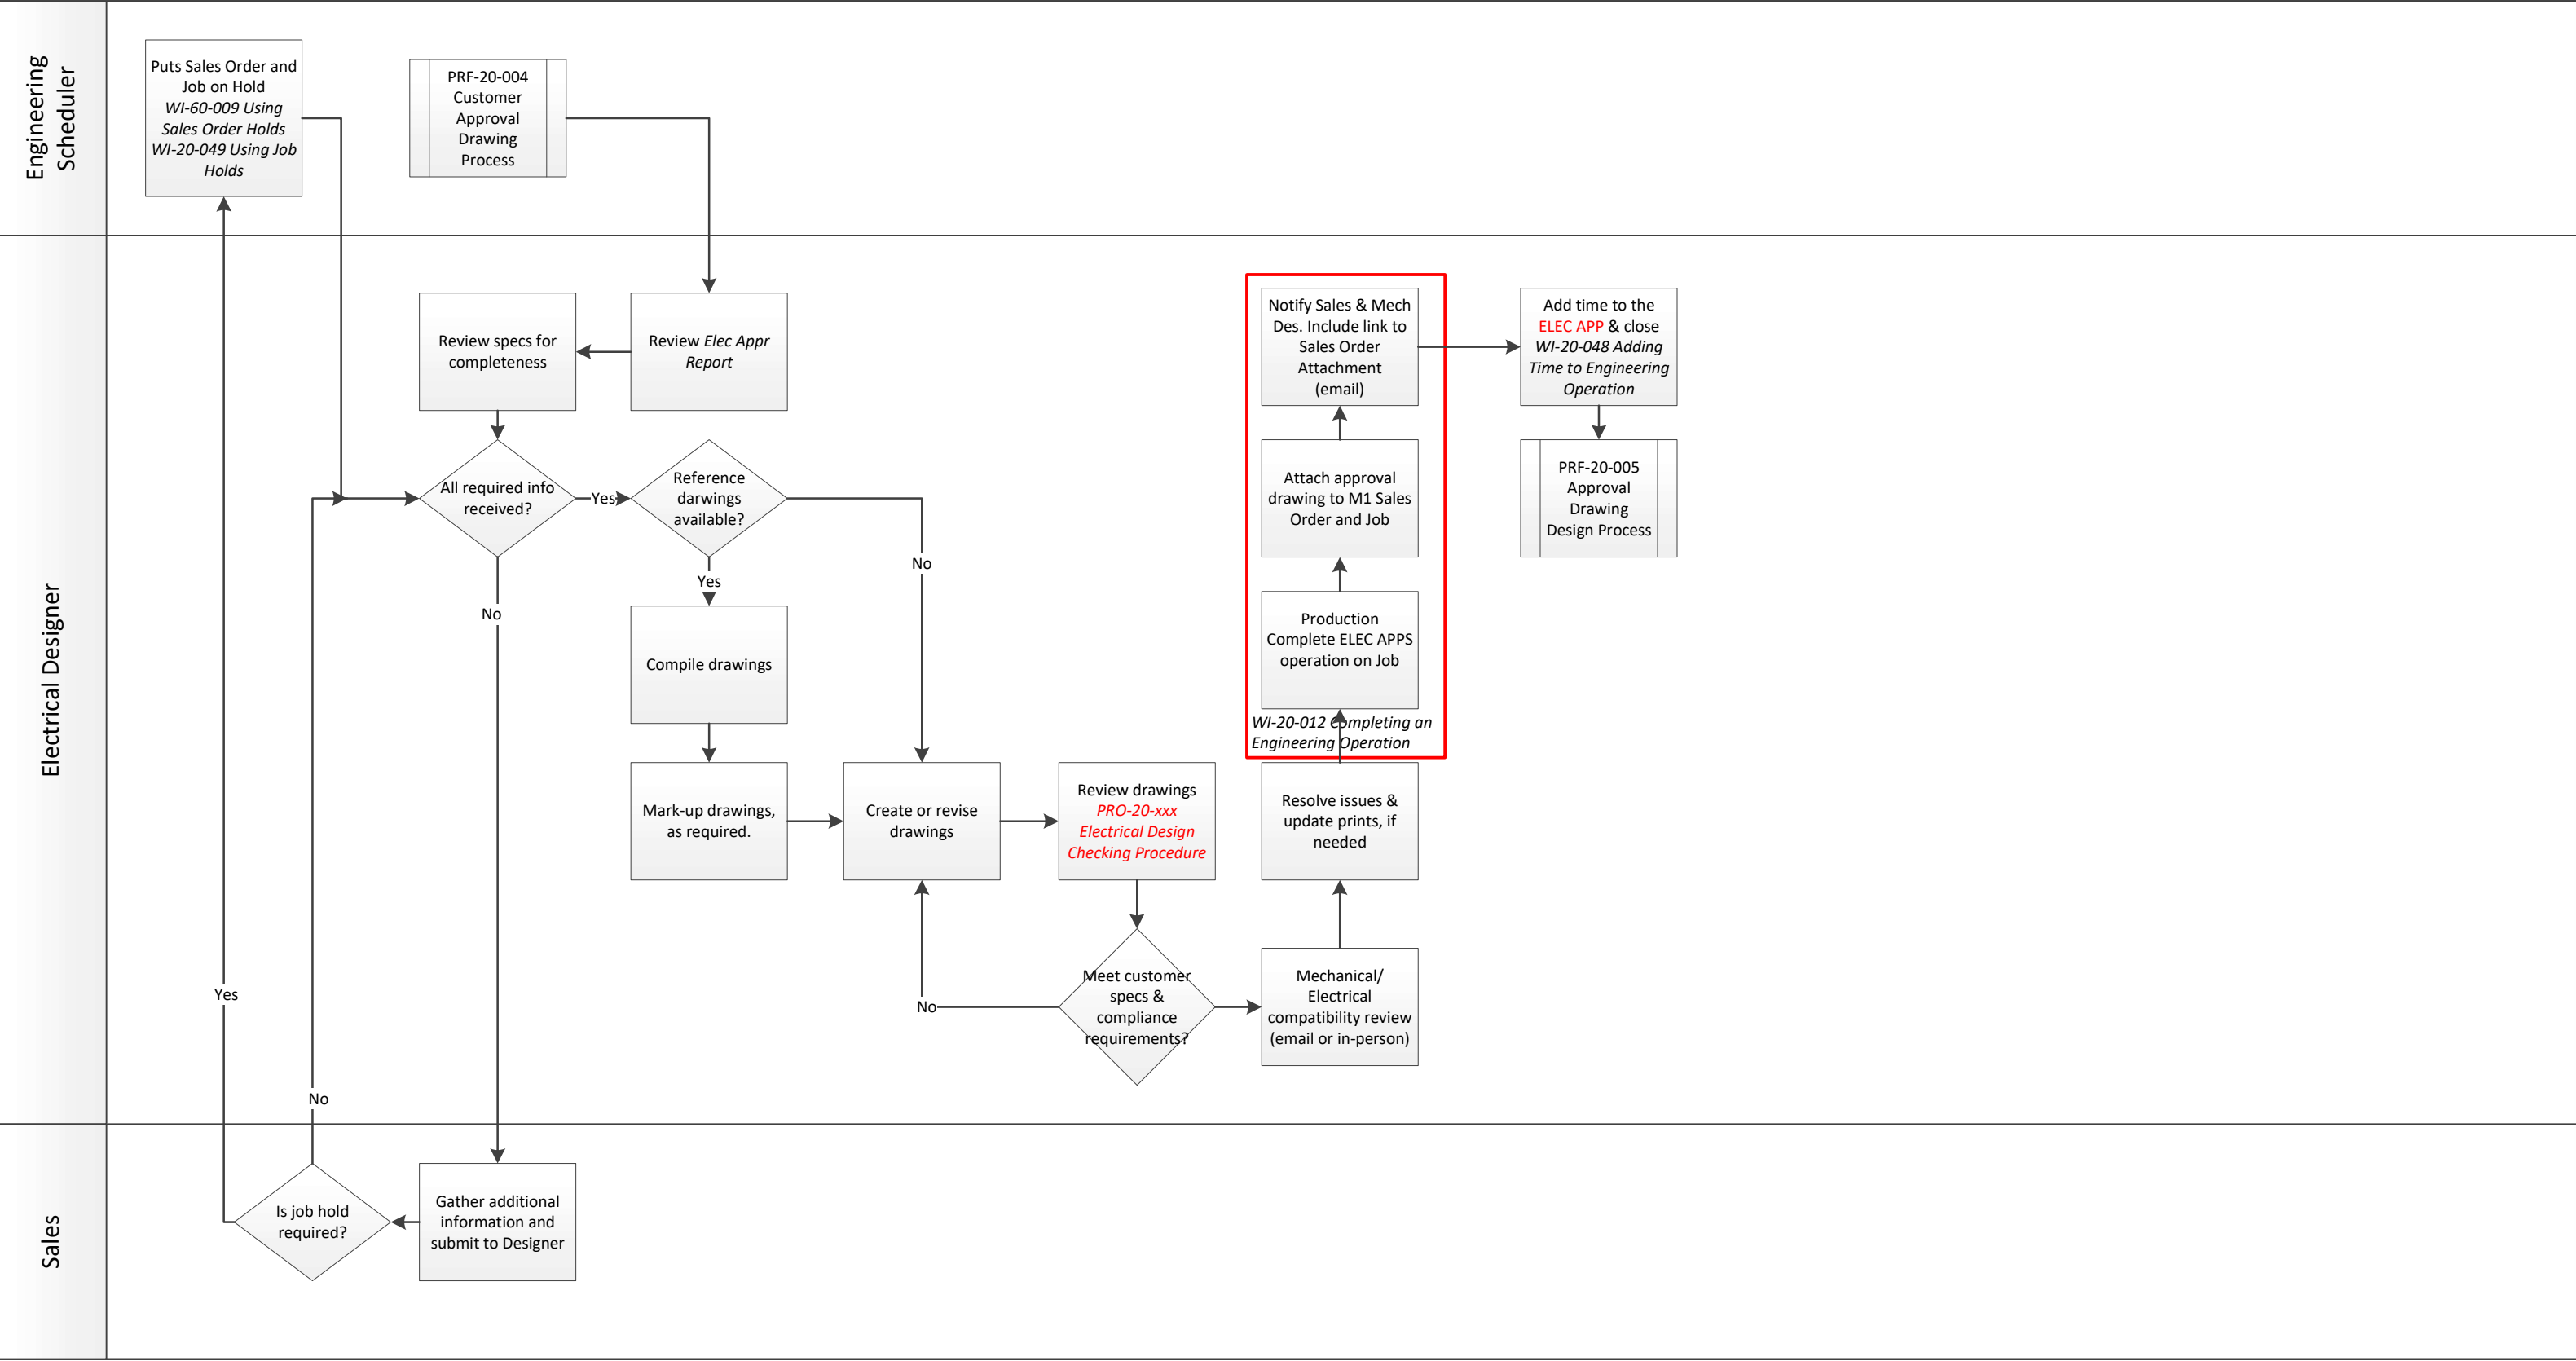 Engineering
Scheduler
Puts Sales Order and
Job on Hold
WI-60-009 Using
Sales Order Holds
WI-20-049 Using Job
Holds
PRF-20-004
Customer
Approval
Drawing
Process
Electrical Designer
Review specs for
completeness
Review Elec Appr
Report
All required info
received?
Yes
Reference
darwings
available?
No
Yes
No
Compile drawings
Mark-up drawings,
as required.
Create or revise
drawings
Review drawings
PRO-20-xxx
Electrical Design
Checking Procedure
Meet customer
specs &
compliance
requirements?
No
Mechanical/
Electrical
compatibility review
(email or in-person)
Resolve issues &
update prints, if
needed
WI-20-012 Completing an
Engineering Operation
Production
Complete ELEC APPS
operation on Job
Attach approval
drawing to M1 Sales
Order and Job
Notify Sales & Mech
Des. Include link to
Sales Order
Attachment
(email)
Add time to the
ELEC APP & close
WI-20-048 Adding
Time to Engineering
Operation
PRF-20-005
Approval
Drawing
Design Process
Yes
No
Sales
Is job hold
required?
Gather additional
information and
submit to Designer